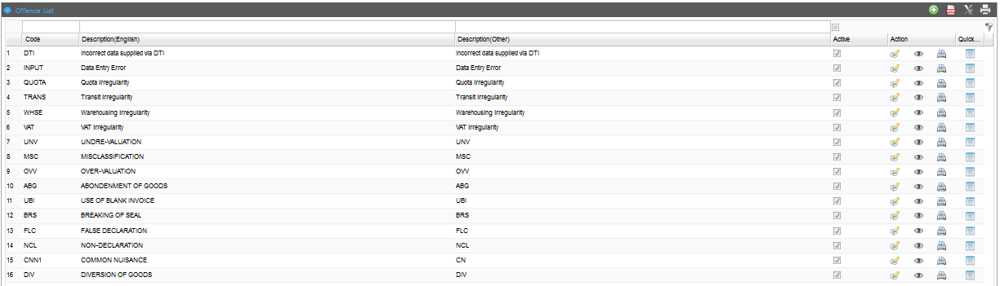 Offence List
Code Description(English) Description(Other) Active Action Quick...
1 DTI Incorrect data supplied via DTI Incorrect data supplied via DTI
2 INPUT Data Entry Error Data Entry Error
3 QUOTA Quota Irregularity Quota Irregularity
4 TRANS Transit Irregularity Transit Irregularity
5 WHSE Warehousing Irregularity Warehousing Irregularity
6 VAT VAT Irregularity VAT Irregularity
7 UNV UNDRE-VALUATION UNV
8 MSC MISCLASSIFICATION MSC
9 OVV OVER-VALUATION OVV
10 ABG ABONDENMENT OF GOODS ABG
11 UBI USE OF BLANK INVOICE UBI
12 BRS BREAKING OF SEAL BRS
13 FLC FALSE DECLARATION FLC
14 NCL NON-DECLARATION NCL
15 CNN1 COMMON NUISANCE CN
16 DIV DIVERSION OF GOODS DIV